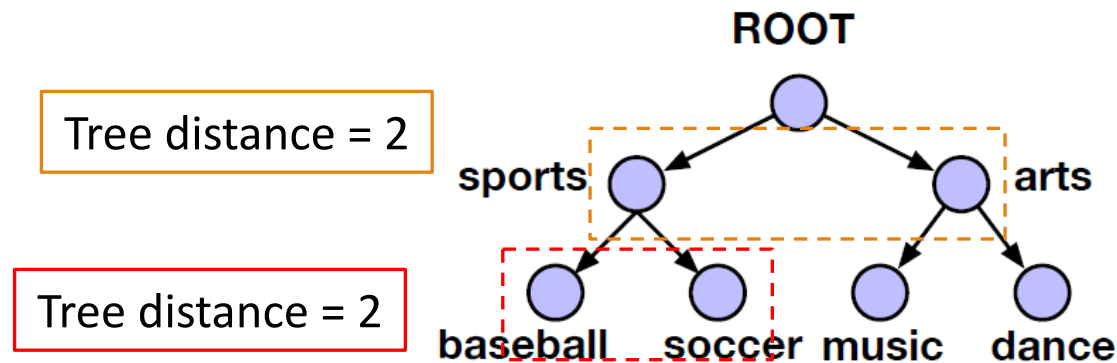 ROOT
Tree distance = 2
sports
arts
Tree distance = 2
baseball
soccer
music
dance